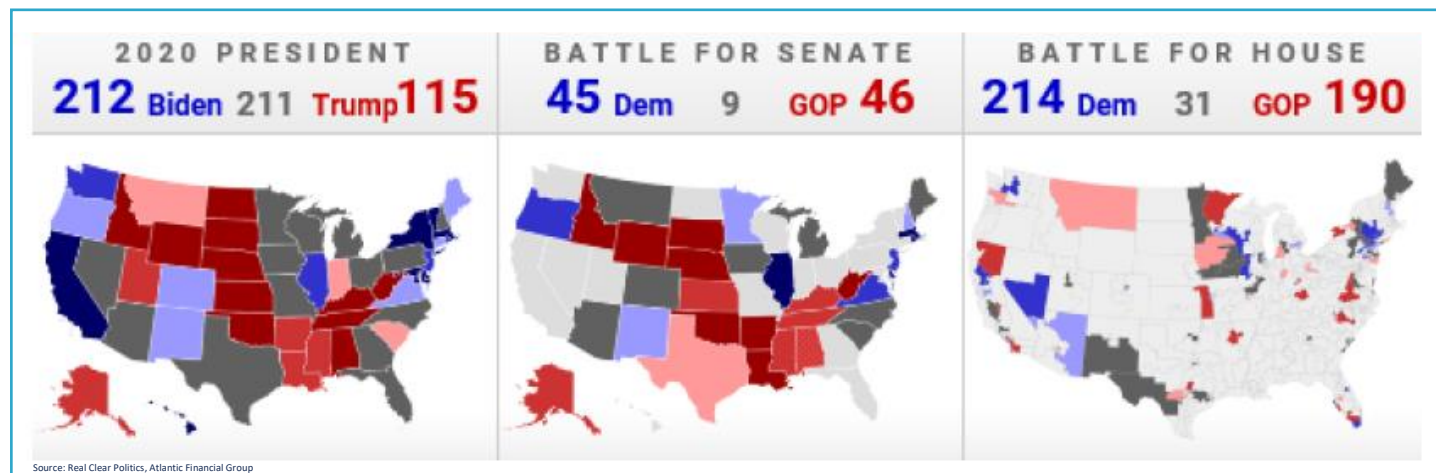 2020 PRESIDENT
212 Biden 211 Trump 115
BATTLE FOR SENATE
45 Dem 9 GOP 46
BATTLE FOR HOUSE
214 Dem 31 GOP 190
Source: Real Clear Politics, Atlantic Financial Group